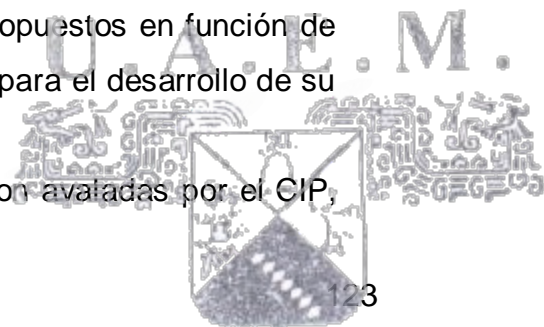 opuestos en función de
U.A.E.M.
para el desarrollo de su
on avaladas por el CIP,
123